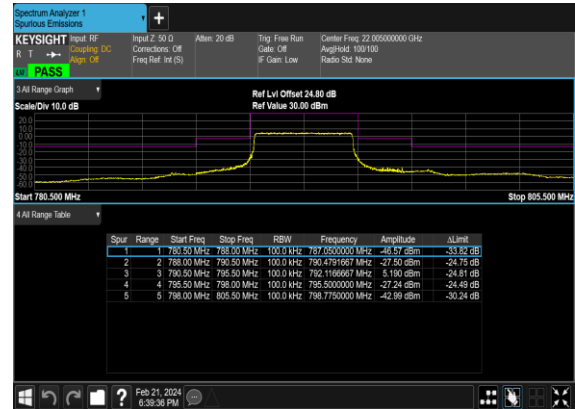 Spectrum Analyzer 1
Spurious Emissions
+
KEYSIGHT Input: RF Input Z: 50 Ω Atten: 20 dB Trig: Free Run Center Freq: 22.005000000 GHz
R T Coupling: DC Corrections: Off Gate: Off Avg|Hold: 100/100
Align: Off Freq Ref: Int (S) IF Gain: Low Radio Std: None
PASS
3 All Range Graph Ref Lvl Offset 24.80 dB
Scale/Div 10.0 dB Ref Value 30.00 dBm
20.0
10.0
0.00
-10.0
-20.0
-30.0
-40.0
-50.0
-60.0
Start 780.500 MHz Stop 805.500 MHz
4 All Range Table
Spur Range Start Freq Stop Freq RBW Frequency Amplitude ΔLimit
1 1 780.50 MHz 788.00 MHz 100.0 kHz 787.0500000 MHz -46.57 dBm -33.82 dB
2 2 788.00 MHz 790.50 MHz 100.0 kHz 790.4791667 MHz -27.50 dBm -24.75 dB
3 3 790.50 MHz 795.50 MHz 100.0 kHz 792.1166667 MHz 5.190 dBm -24.81 dB
4 4 795.50 MHz 798.00 MHz 100.0 kHz 795.5000000 MHz -27.24 dBm -24.49 dB
5 5 798.00 MHz 805.50 MHz 100.0 kHz 798.7750000 MHz -42.99 dBm -30.24 dB
? Feb 21, 2024
6:39:36 PM